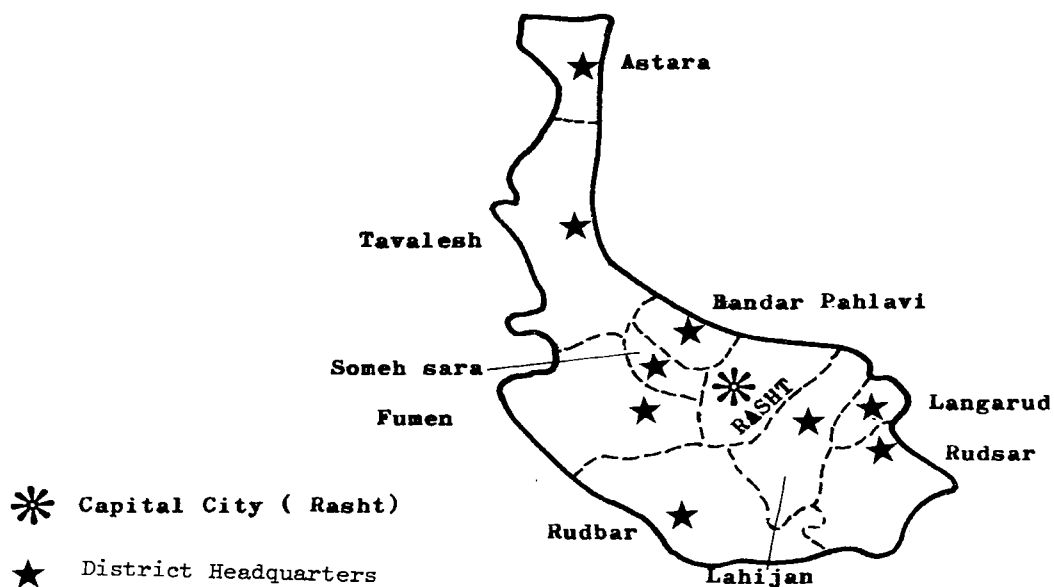 Astara
Tavalesh
Bandar Pahlavi
Someh sara
Fumen
RASHT
Langarud
Rudsar
Capital City ( Rasht)
Rudbar
District Headquarters
Lahijan